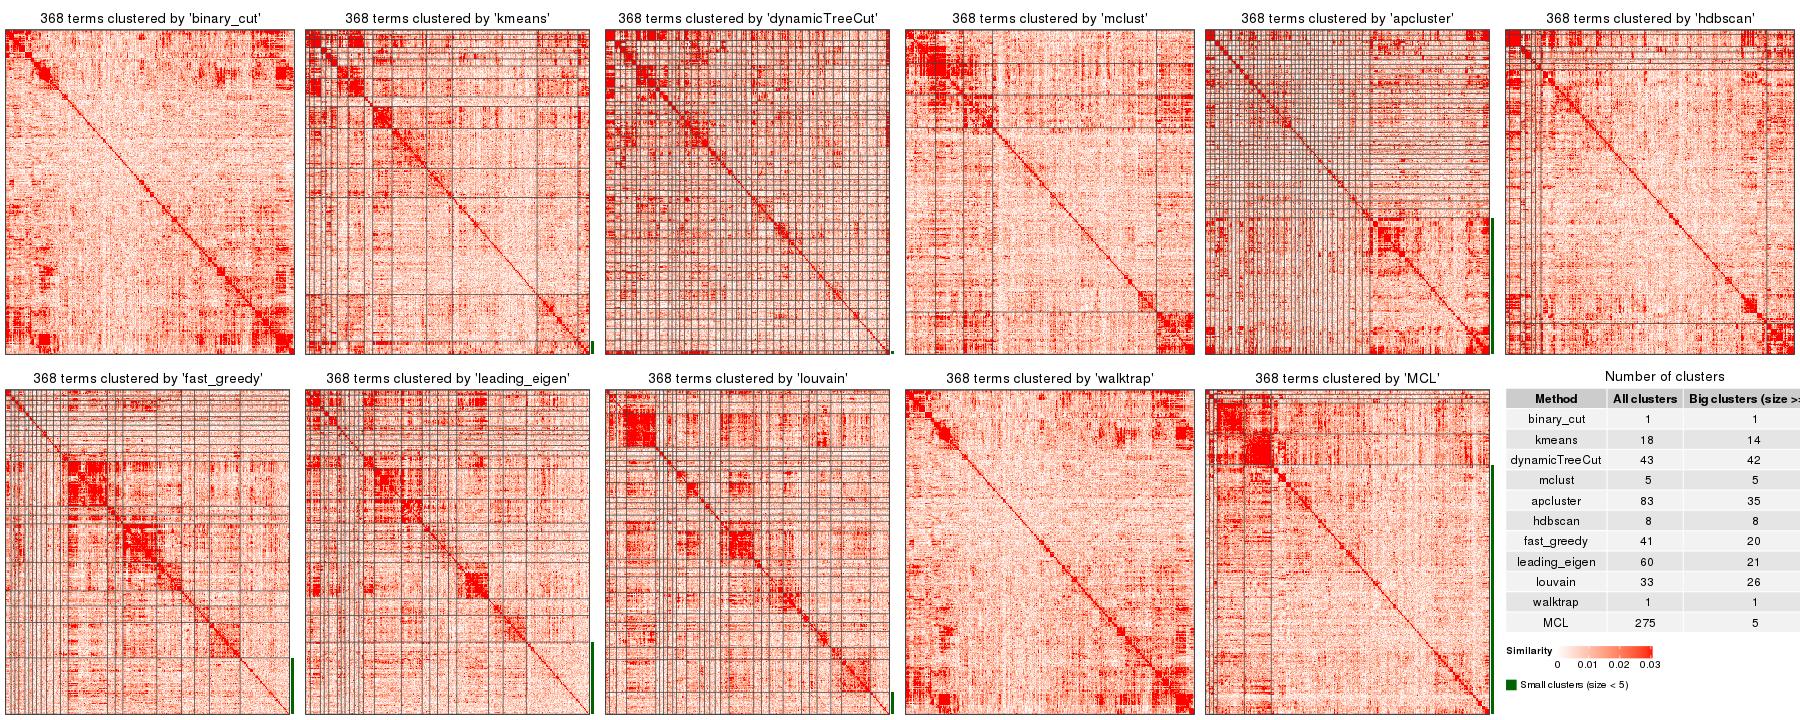 368 terms clustered by 'binary_cut'
368 terms clustered by 'kmeans'
368 terms clustered by 'dynamicTreeCut'
368 terms clustered by 'mclust'
368 terms clustered by 'apcluster'
368 terms clustered by 'hdbscan'
368 terms clustered by 'fast_greedy'
368 terms clustered by 'leading_eigen'
368 terms clustered by 'louvain'
368 terms clustered by 'walktrap'
368 terms clustered by 'MCL'
Number of clusters
Method All clusters Big clusters (size >=
binary_cut 1 1
kmeans 18 14
dynamicTreeCut 43 42
mclust 5 5
apcluster 83 35
hdbscan 8 8
fast_greedy 41 20
leading_eigen 60 21
louvain 33 26
walktrap 1 1
MCL 275 5
Similarity
0 0.01 0.02 0.03
Small clusters (size < 5)